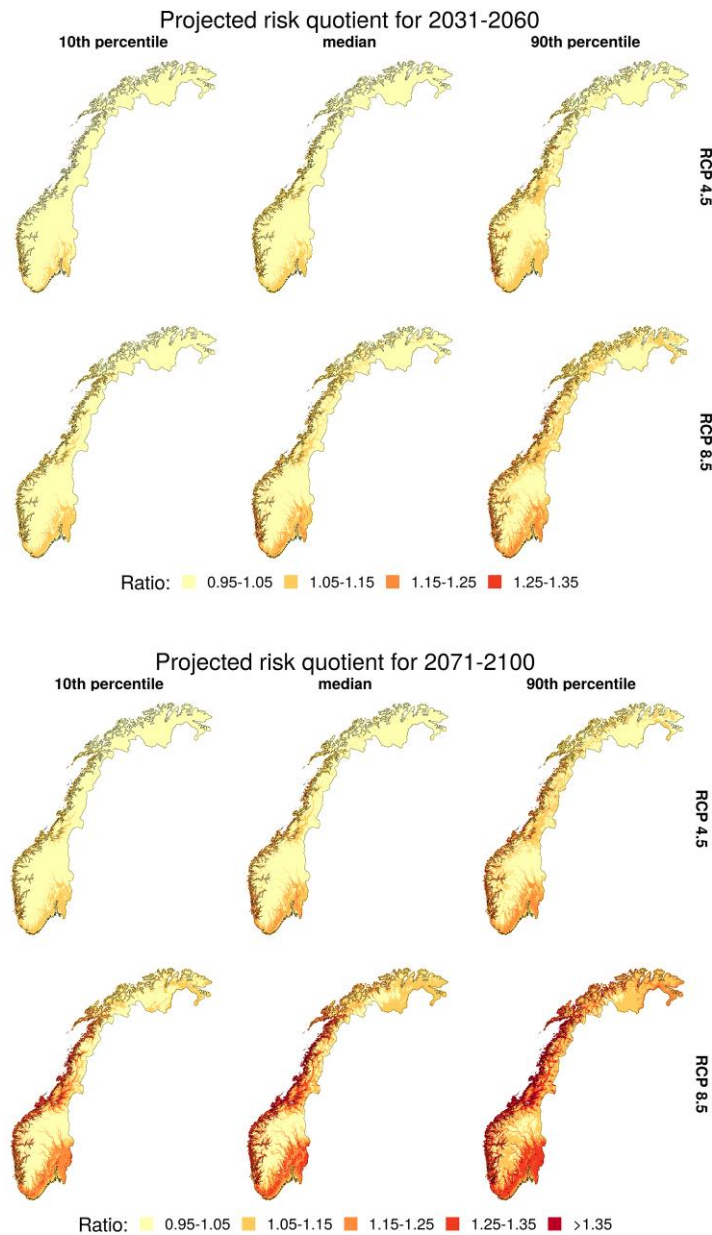 Projected risk quotient for 2031-2060
10th percentile median 90th percentile
RCP 4.5
RCP 8.5
Ratio: 0.95-1.05 1.05-1.15 1.15-1.25 1.25-1.35
Projected risk quotient for 2071-2100
10th percentile median 90th percentile
RCP 4.5
RCP 8.5
Ratio: 0.95-1.05 1.05-1.15 1.15-1.25 1.25-1.35 >1.35